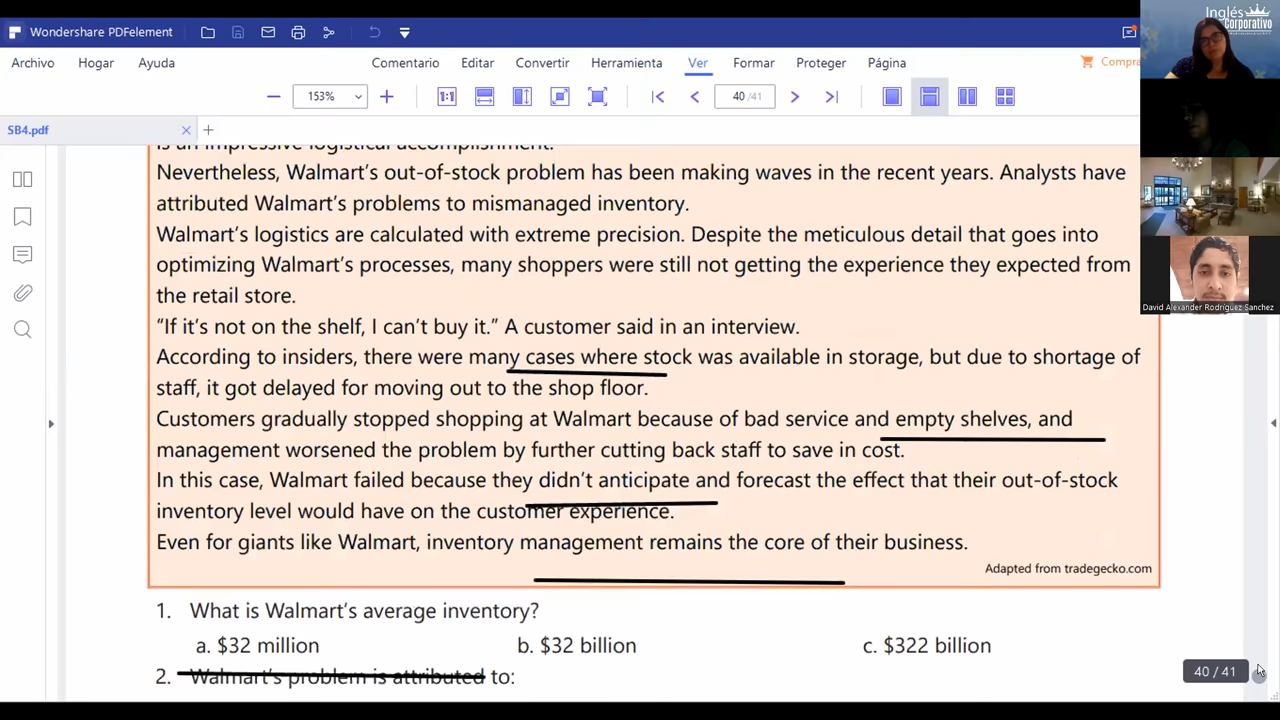 Wondershare PDFelement
Archivo Hogar Ayuda Comentario Editar Convertir Herramienta Ver Formar Proteger Página Compra
153% 40 /41
SB4.pdf
is an impressive logistical accomplishment.
Nevertheless, Walmart's out-of-stock problem has been making waves in the recent years. Analysts have
attributed Walmart's problems to mismanaged inventory.
Walmart's logistics are calculated with extreme precision. Despite the meticulous detail that goes into
optimizing Walmart's processes, many shoppers were still not getting the experience they expected from
the retail store.
"If it's not on the shelf, I can't buy it." A customer said in an interview.
According to insiders, there were many cases where stock was available in storage, but due to shortage of
staff, it got delayed for moving out to the shop floor.
Customers gradually stopped shopping at Walmart because of bad service and empty shelves, and
management worsened the problem by further cutting back staff to save in cost.
In this case, Walmart failed because they didn't anticipate and forecast the effect that their out-of-stock
inventory level would have on the customer experience.
Even for giants like Walmart, inventory management remains the core of their business.
Adapted from tradegecko.com
1. What is Walmart's average inventory?
a. $32 million b. $32 billion c. $322 billion
2. Walmart's problem is attributed to:
40 / 41
Inglés
Corporativo
David Alexander Rodríguez Sanchez